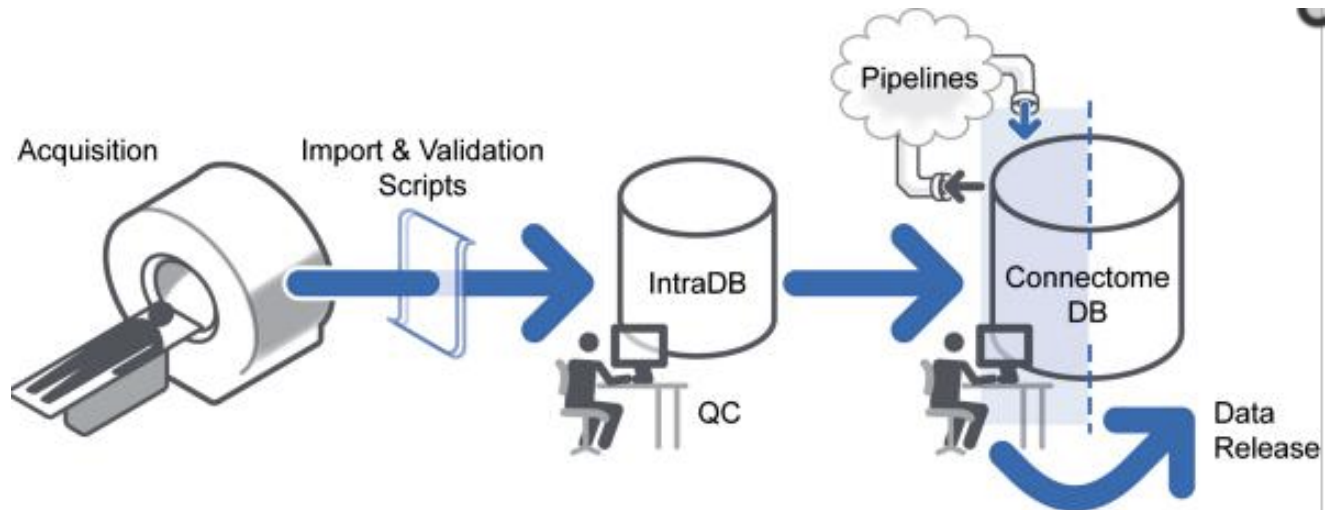 Pipelines
Acquisition
Import & Validation
Scripts
IntraDB
Connectome
DB
QC
Data
Release